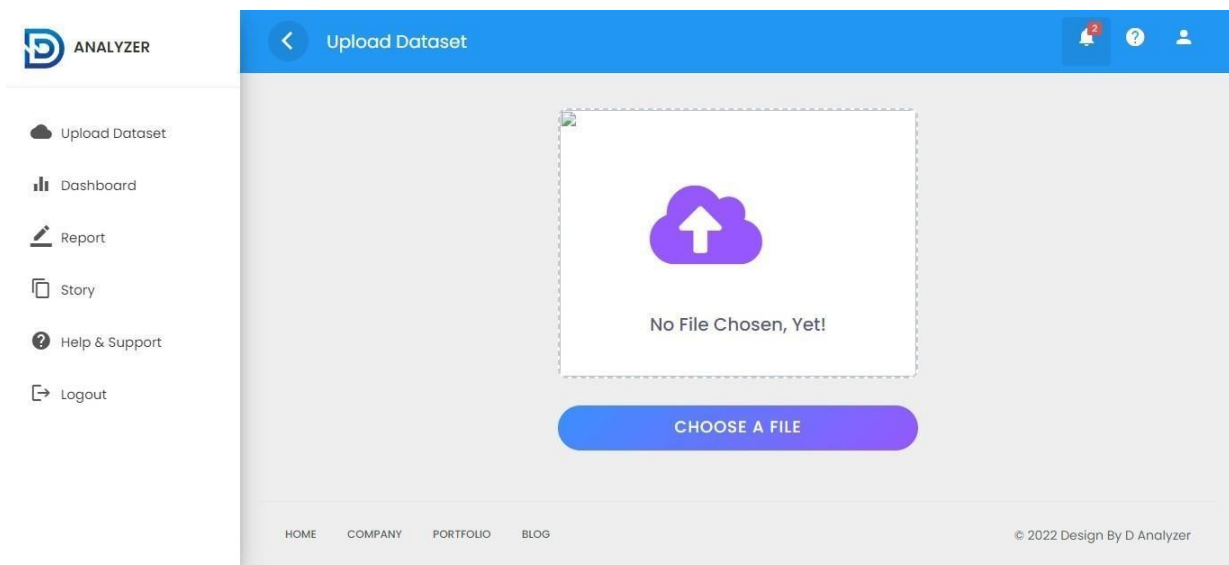 ANALYZER
Upload Dataset
2
Upload Dataset
Dashboard
Report
Story
Help & Support
Logout
No File Chosen, Yet!
CHOOSE A FILE
HOME COMPANY PORTFOLIO BLOG
© 2022 Design By D Analyzer